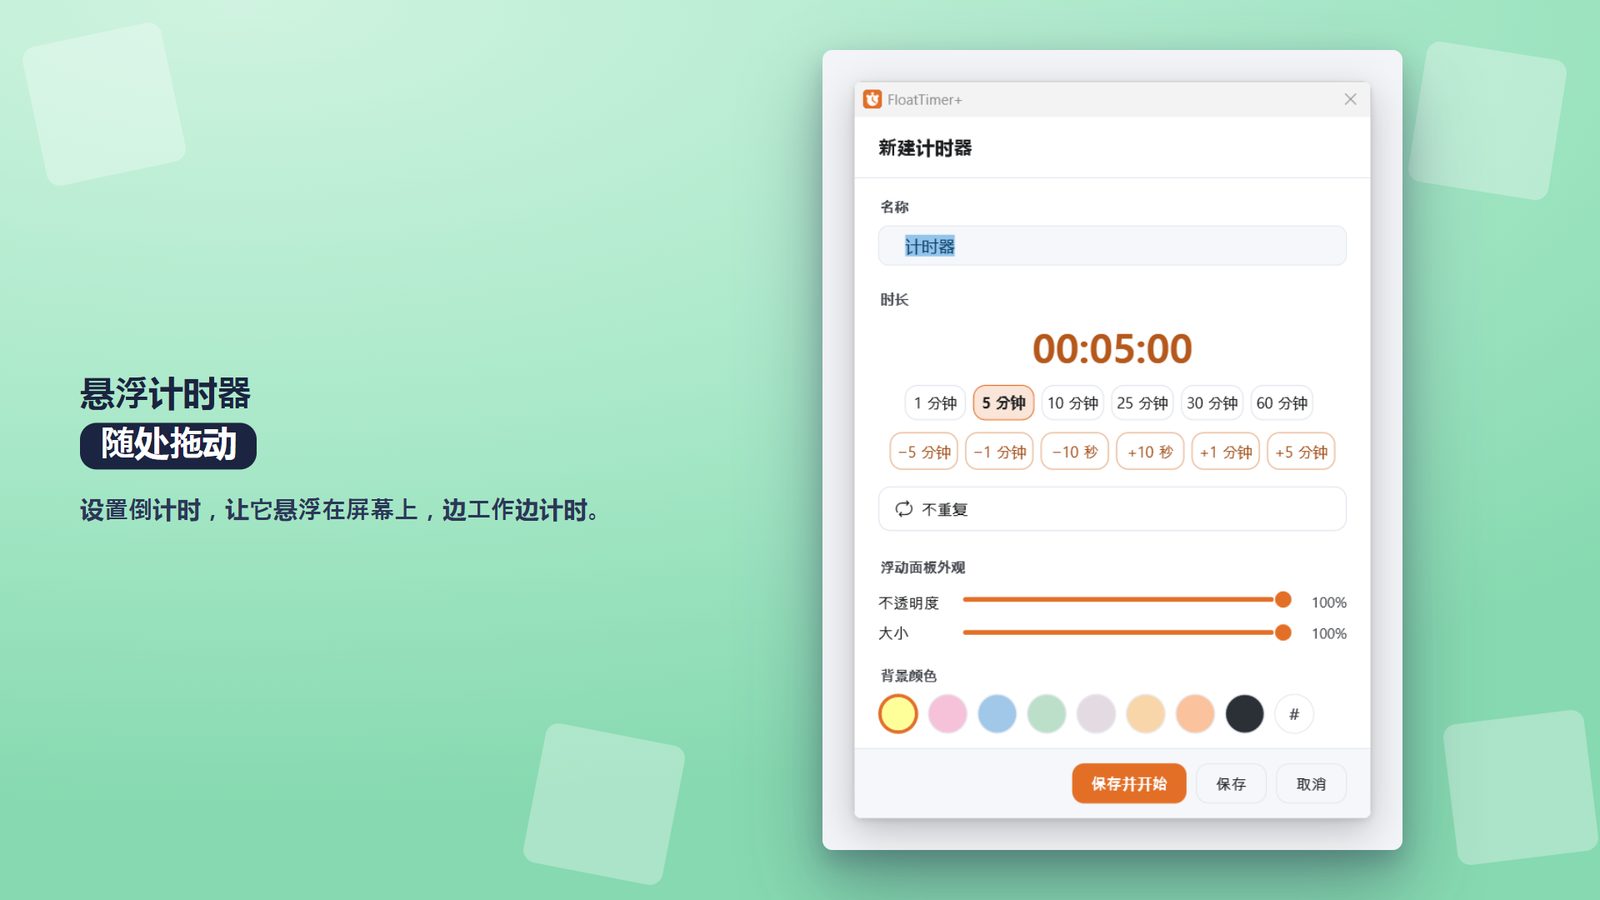 悬浮计时器
随处拖动
设置倒计时，让它悬浮在屏幕上，边工作边计时。
FloatTimer+
新建计时器
名称
计时器
时长
00:05:00
1 分钟 5 分钟 10 分钟 25 分钟 30 分钟 60 分钟
−5 分钟 −1 分钟 −10 秒 +10 秒 +1 分钟 +5 分钟
不重复
浮动面板外观
不透明度 100%
大小 100%
背景颜色
#
保存并开始 保存 取消